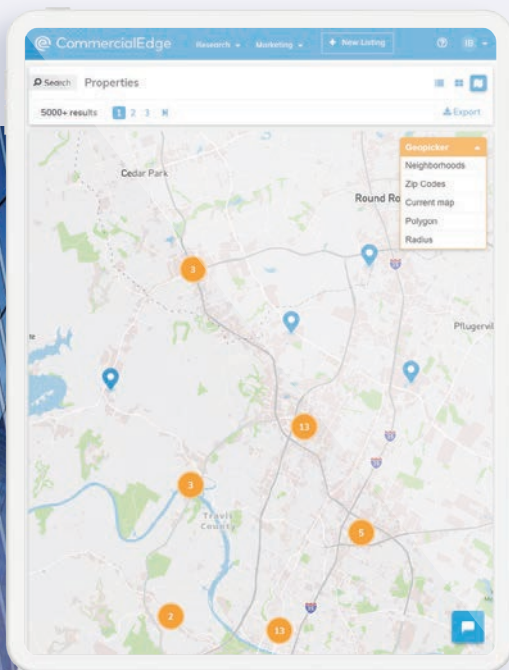 CommercialEdge Research Marketing + New Listing
Search Properties
5000+ results 1 2 3
Export
Geopicker
Neighborhoods
Zip Codes
Current map
Polygon
Radius
Cedar Park
Round Ro
Pflugervil
3
13
3
Travis
County
5
2
13